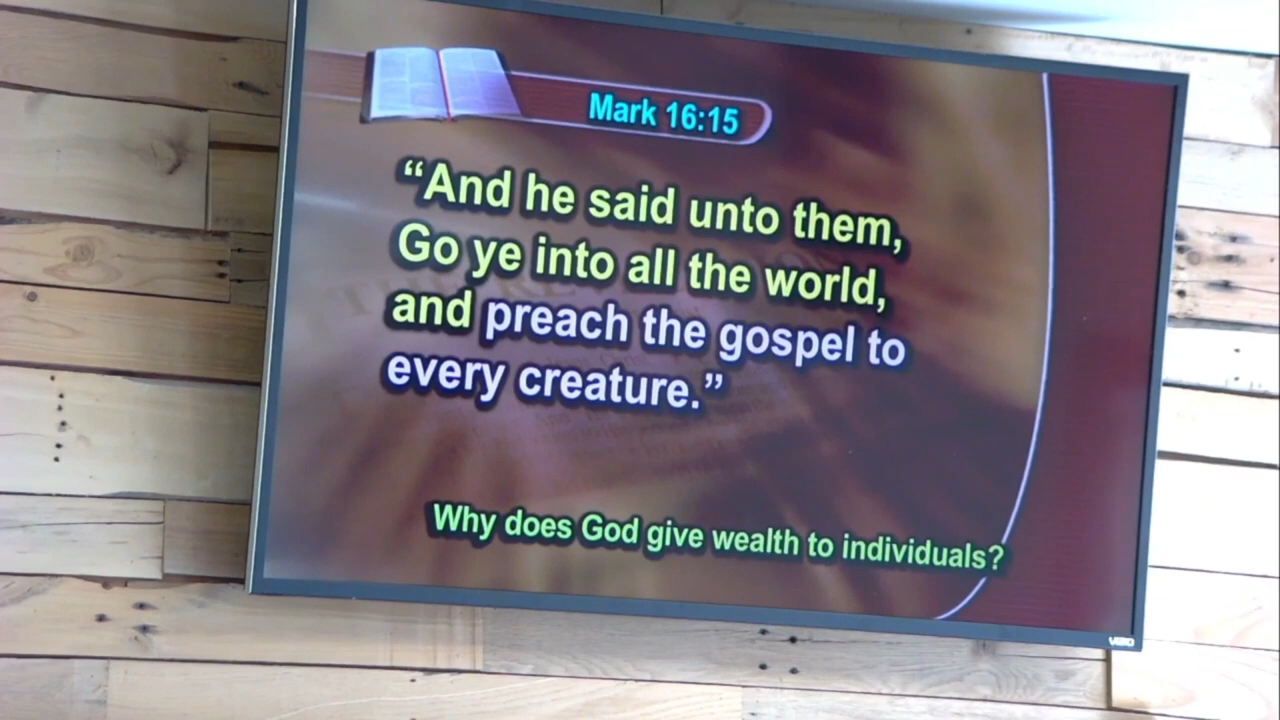 Mark 16:15
“And he said unto them,
Go ye into all the world,
and preach the gospel to
every creature.”
Why does God give wealth to individuals?
VIZIO